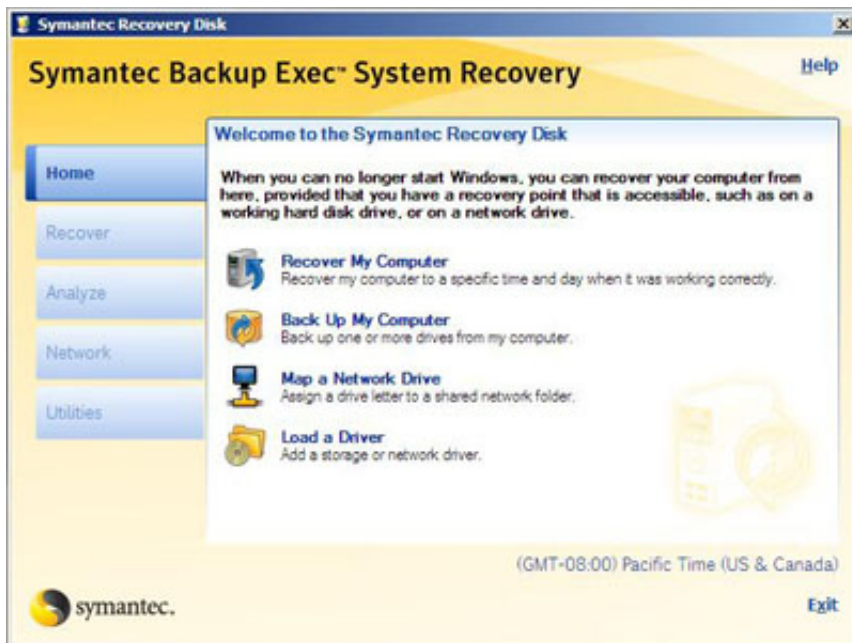 Symantec Recovery Disk
Symantec Backup Exec™ System Recovery
Help
Home
Recover
Analyze
Network
Utilities
Welcome to the Symantec Recovery Disk
When you can no longer start Windows, you can recover your computer from
here, provided that you have a recovery point that is accessible, such as on a
working hard disk drive, or on a network drive.
Recover My Computer
Recover my computer to a specific time and day when it was working correctly.
Back Up My Computer
Back up one or more drives from my computer.
Map a Network Drive
Assign a drive letter to a shared network folder.
Load a Driver
Add a storage or network driver.
(GMT-08:00) Pacific Time (US & Canada)
symantec.
Exit